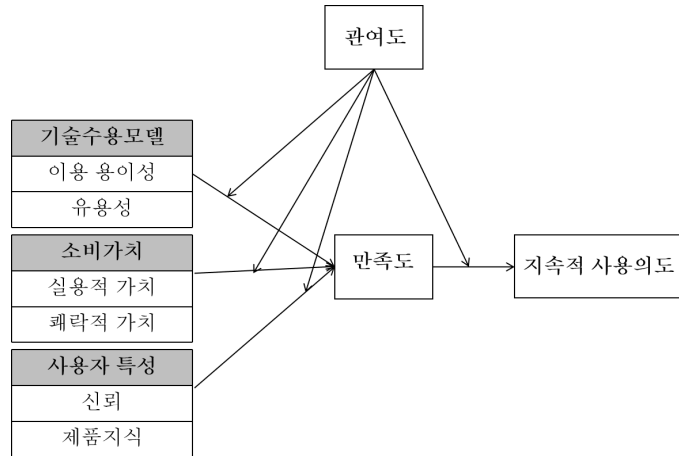 관여도
기술수용모델
이용 용이성
유용성
소비가치
실용적 가치
쾌락적 가치
만족도
지속적 사용의도
사용자 특성
신뢰
제품지식